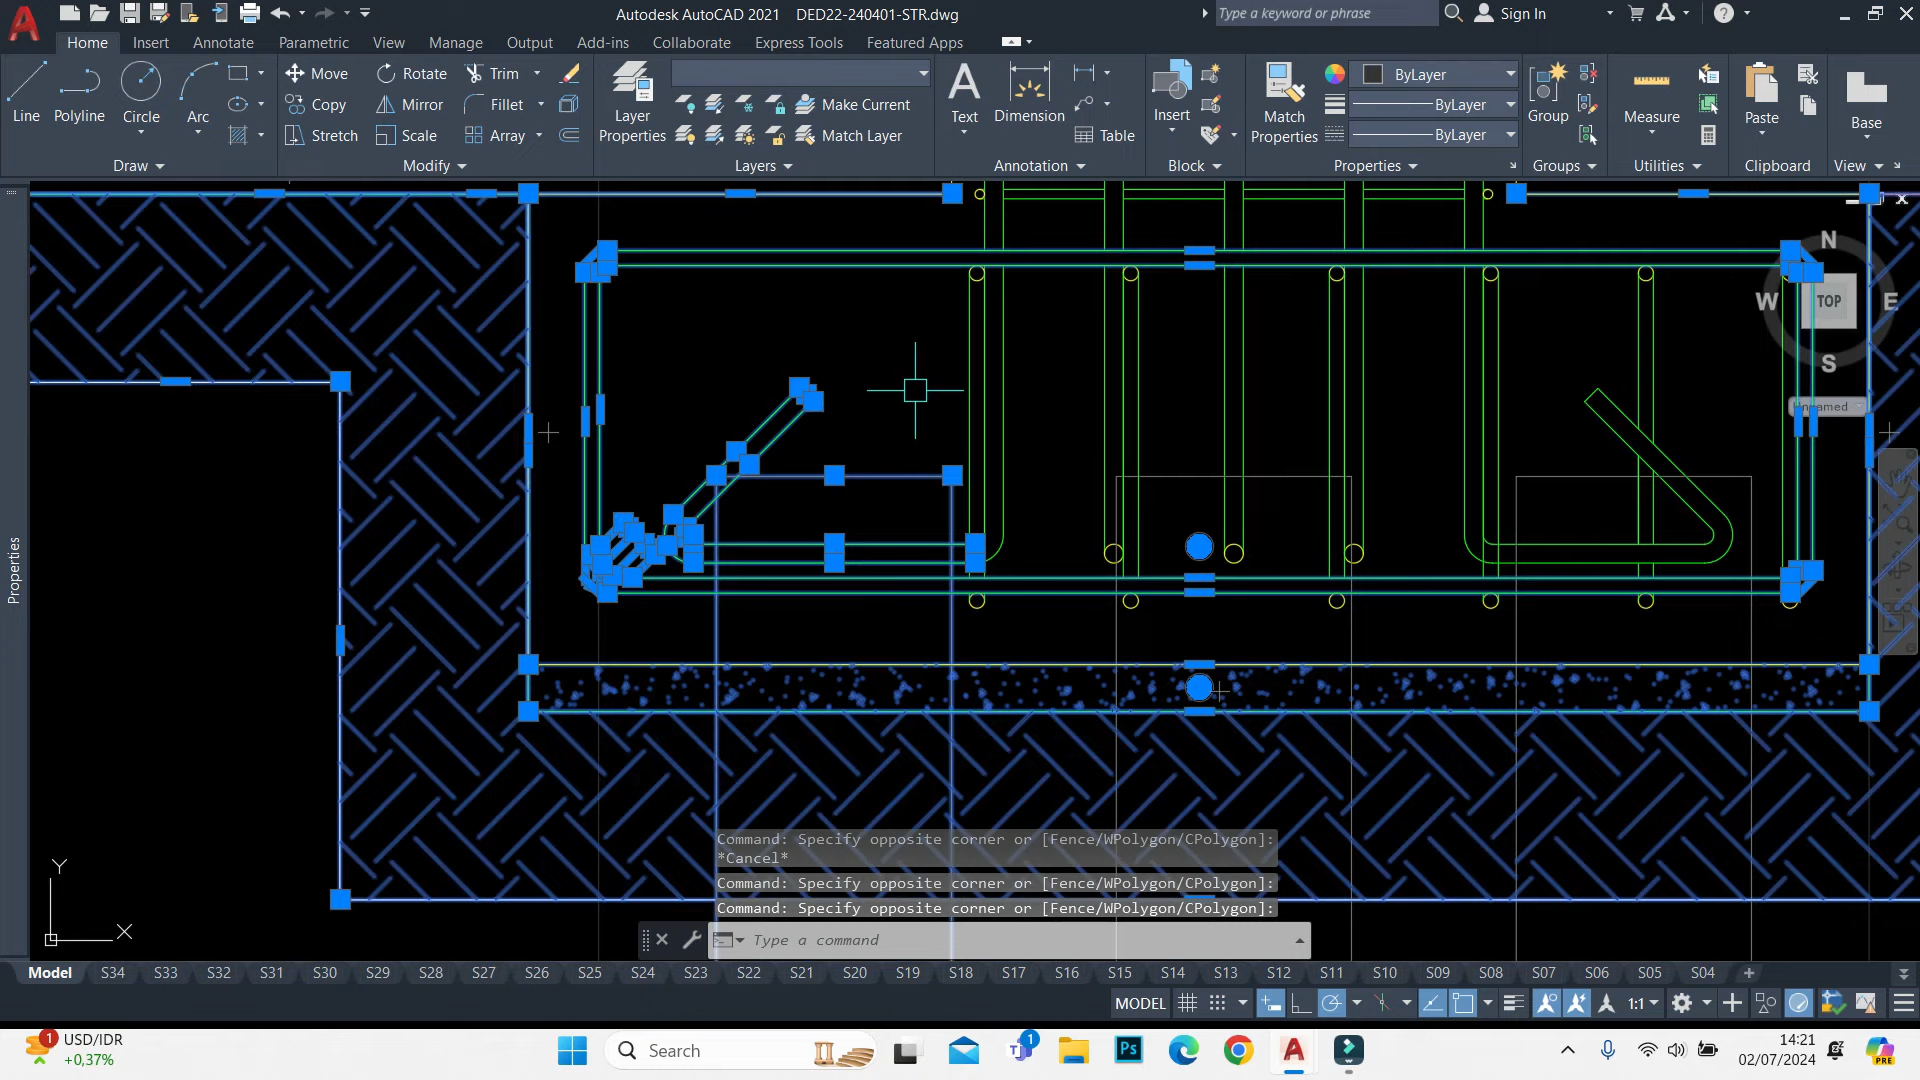 Autodesk AutoCAD 2021 DED22-240401-STR.dwg
Type a keyword or phrase
Sign In
Home Insert Annotate Parametric View Manage Output Add-ins Collaborate Express Tools Featured Apps
Line Polyline Circle Arc
Draw
Move Rotate Trim
Copy Mirror Fillet
Stretch Scale Array
Modify
Layer Properties
Make Current
Match Layer
Layers
Text Dimension Table
Annotation
Insert
Block
Match Properties
ByLayer
ByLayer
ByLayer
Properties
Group
Groups
Measure
Utilities
Paste
Clipboard
Base
View
N
W TOP E
S
Unnamed
Properties
Command: Specify opposite corner or [Fence/WPolygon/CPolygon]:
*Cancel*
Command: Specify opposite corner or [Fence/WPolygon/CPolygon]:
Command: Specify opposite corner or [Fence/WPolygon/CPolygon]:
Type a command
Y
X
Model S34 S33 S32 S31 S30 S29 S28 S27 S26 S25 S24 S23 S22 S21 S20 S19 S18 S17 S16 S15 S14 S13 S12 S11 S10 S09 S08 S07 S06 S05 S04
MODEL 1:1
1 USD/IDR
+0,37%
Search
1
Ps
14:21
02/07/2024
PRE